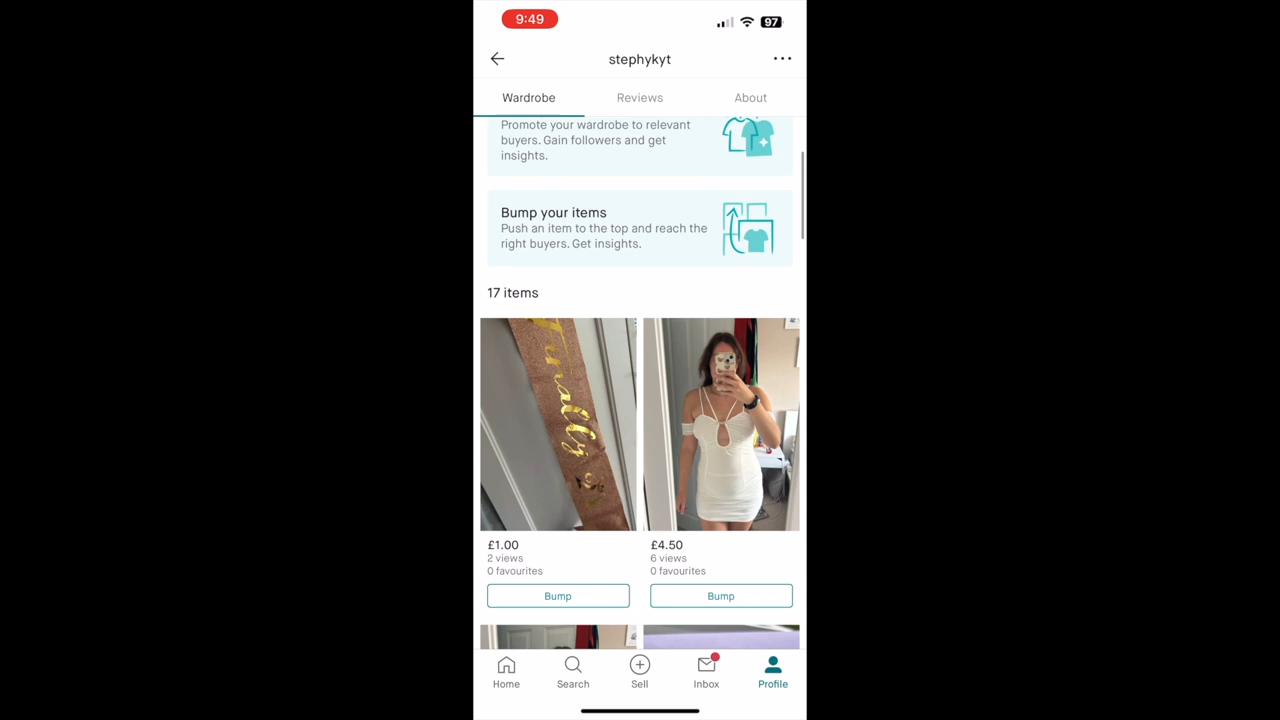 9:49
97
stephykyt
Wardrobe
Reviews
About
Promote your wardrobe to relevant
buyers. Gain followers and get
insights.
Bump your items
Push an item to the top and reach the
right buyers. Get insights.
17 items
Finally
£1.00
2 views
0 favourites
Bump
£4.50
6 views
0 favourites
Bump
Home
Search
Sell
Inbox
Profile